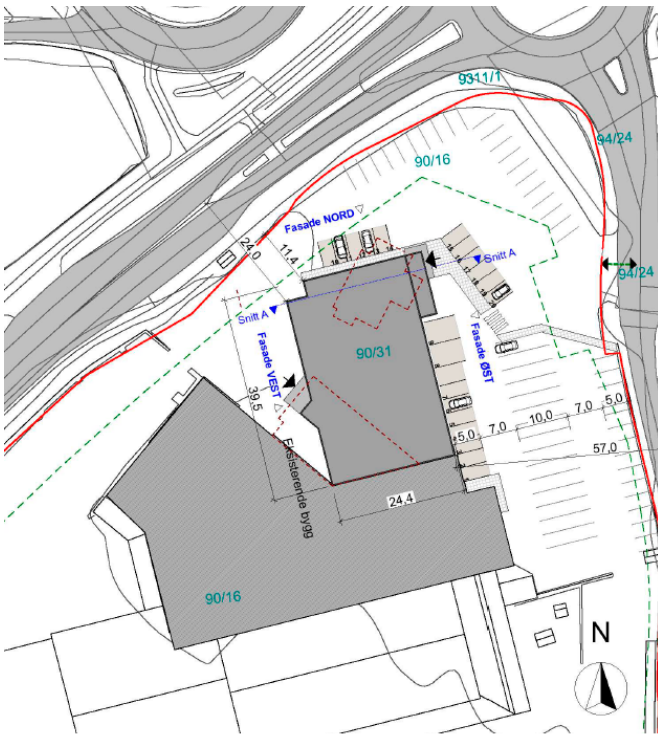 9311/1
94/24
90/16
Fasade NORD
24,0
11,4
Snitt A
94/24
Snitt A
Fasade VEST
Fasade ØST
90/31
39,5
5,0
7,0
10,0
7,0
5,0
57,0
24,4
Eksisterende bygg
90/16
N